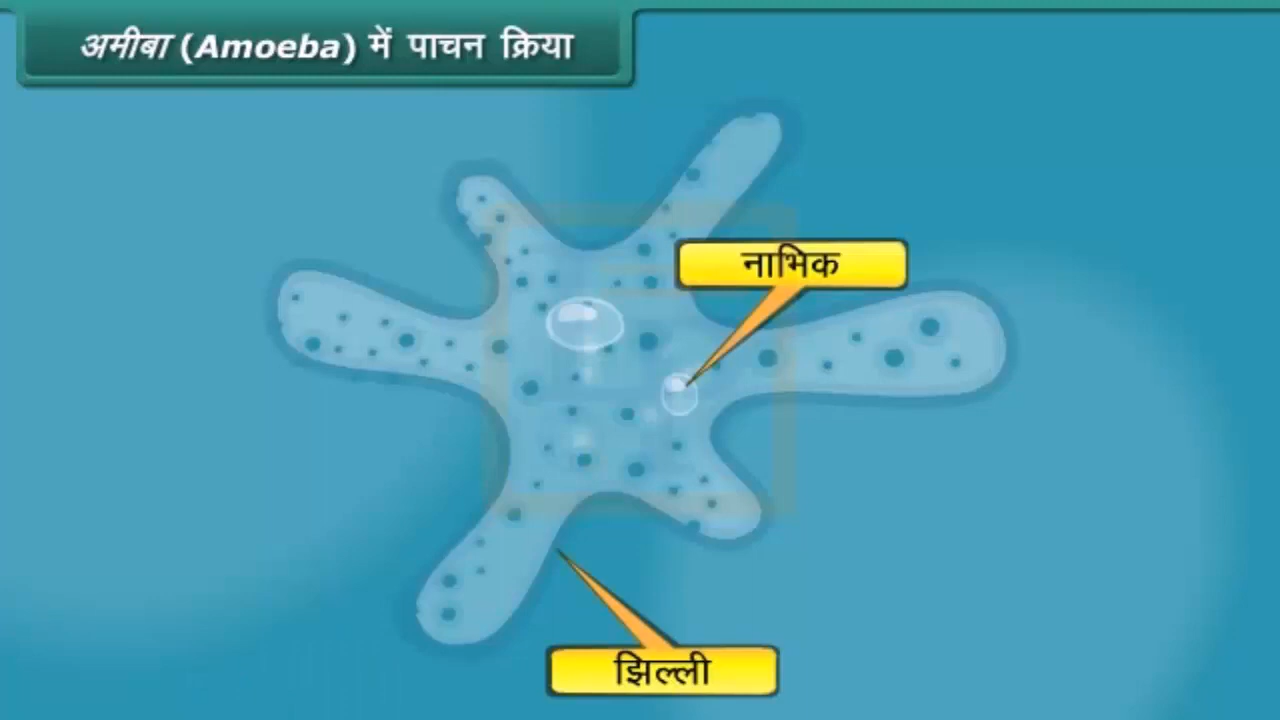 अमीबा (Amoeba) में पाचन क्रिया
नाभिक
झिल्ली